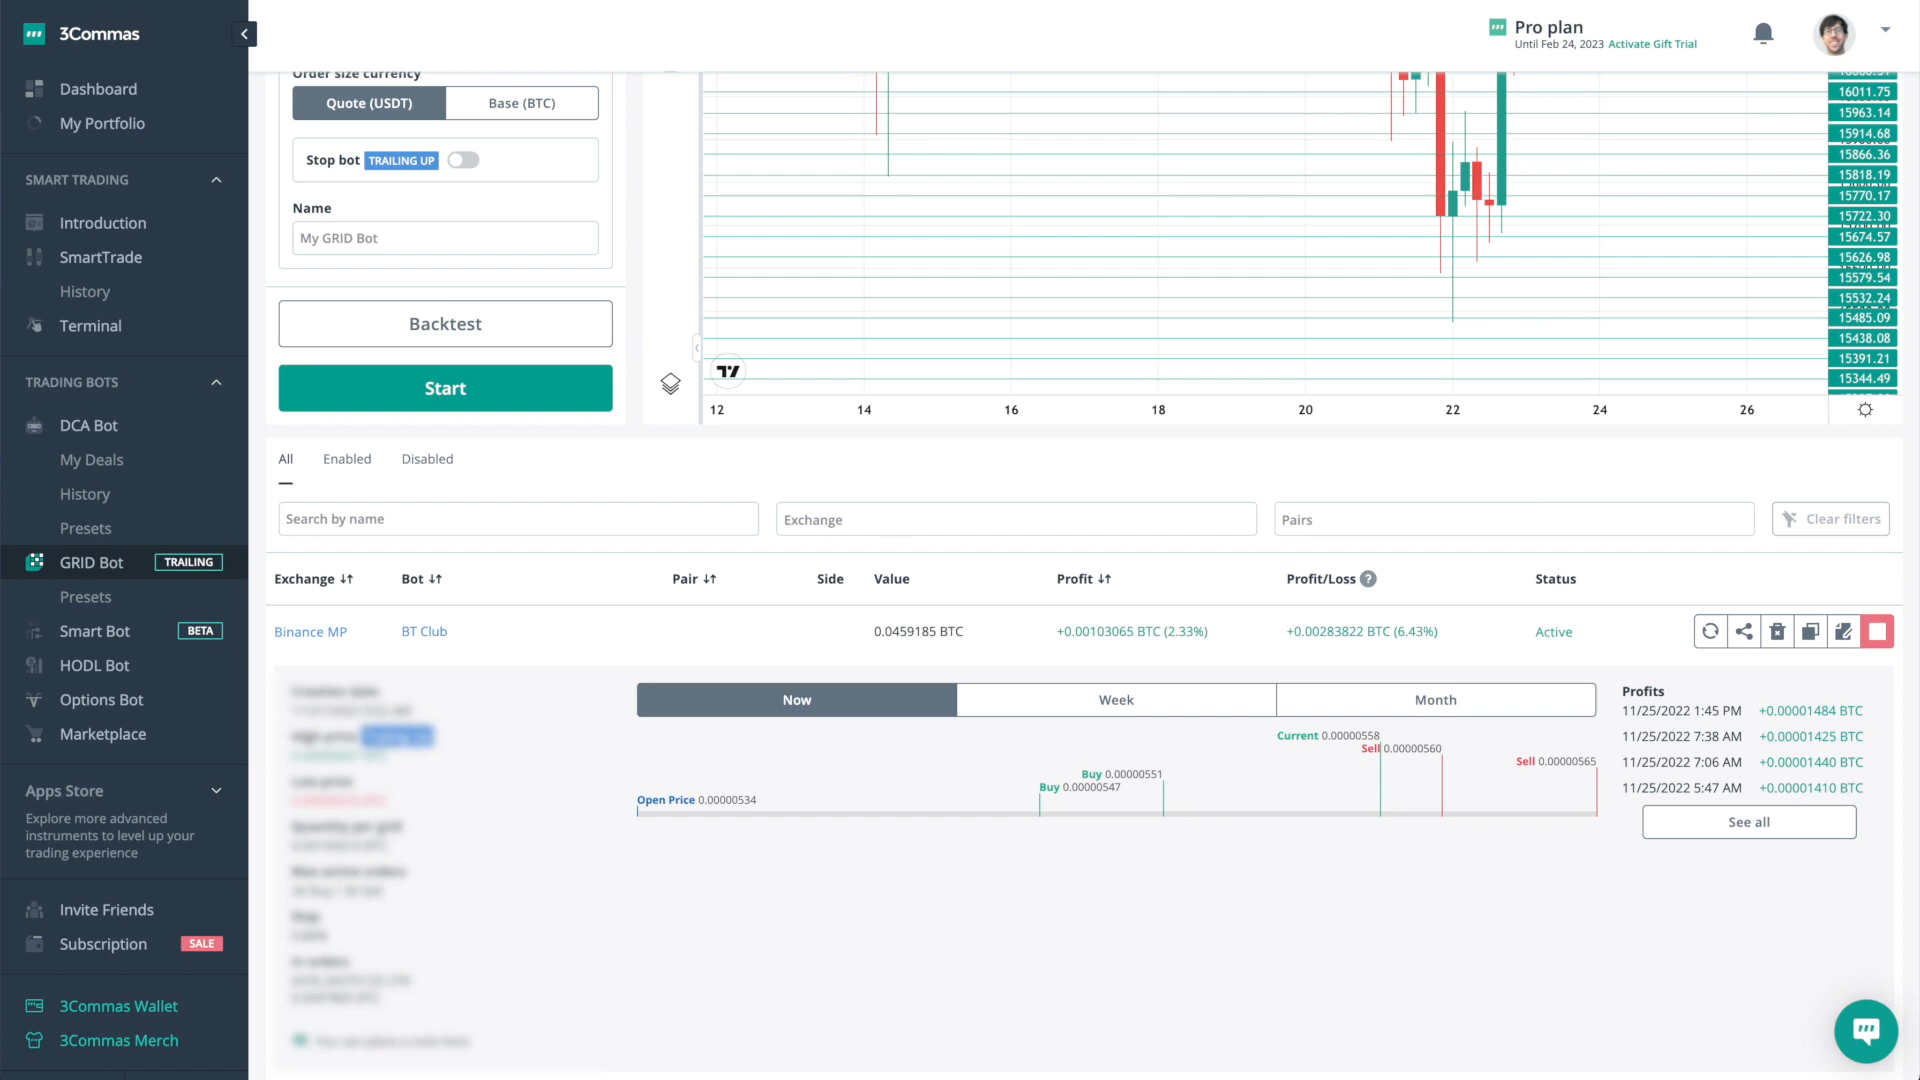 3Commas
Dashboard
My Portfolio
SMART TRADING
Introduction
SmartTrade
History
Terminal
TRADING BOTS
DCA Bot
My Deals
History
Presets
GRID Bot TRAILING
Presets
Smart Bot BETA
HODL Bot
Options Bot
Marketplace
Apps Store
Explore more advanced
instruments to level up your
trading experience
Invite Friends
Subscription SALE
3Commas Wallet
3Commas Merch
Pro plan
Until Feb 24, 2023 Activate Gift Trial
Order size currency
Quote (USDT) Base (BTC)
Stop bot TRAILING UP
Name
My GRID Bot
Backtest
Start
16011.75
15963.14
15914.68
15866.36
15818.19
15770.17
15722.30
15674.57
15626.98
15579.54
15532.24
15485.09
15438.08
15391.21
15344.49
12 14 16 18 20 22 24 26
All Enabled Disabled
Search by name Exchange Pairs Clear filters
Exchange Bot Pair Side Value Profit Profit/Loss ? Status
Binance MP BT Club 0.0459185 BTC +0.00103065 BTC (2.33%) +0.00283822 BTC (6.43%) Active
Now Week Month
Current 0.00000558
Sell 0.00000560
Sell 0.00000565
Buy 0.00000551
Buy 0.00000547
Open Price 0.00000534
Profits
11/25/2022 1:45 PM +0.00001484 BTC
11/25/2022 7:38 AM +0.00001425 BTC
11/25/2022 7:06 AM +0.00001440 BTC
11/25/2022 5:47 AM +0.00001410 BTC
See all